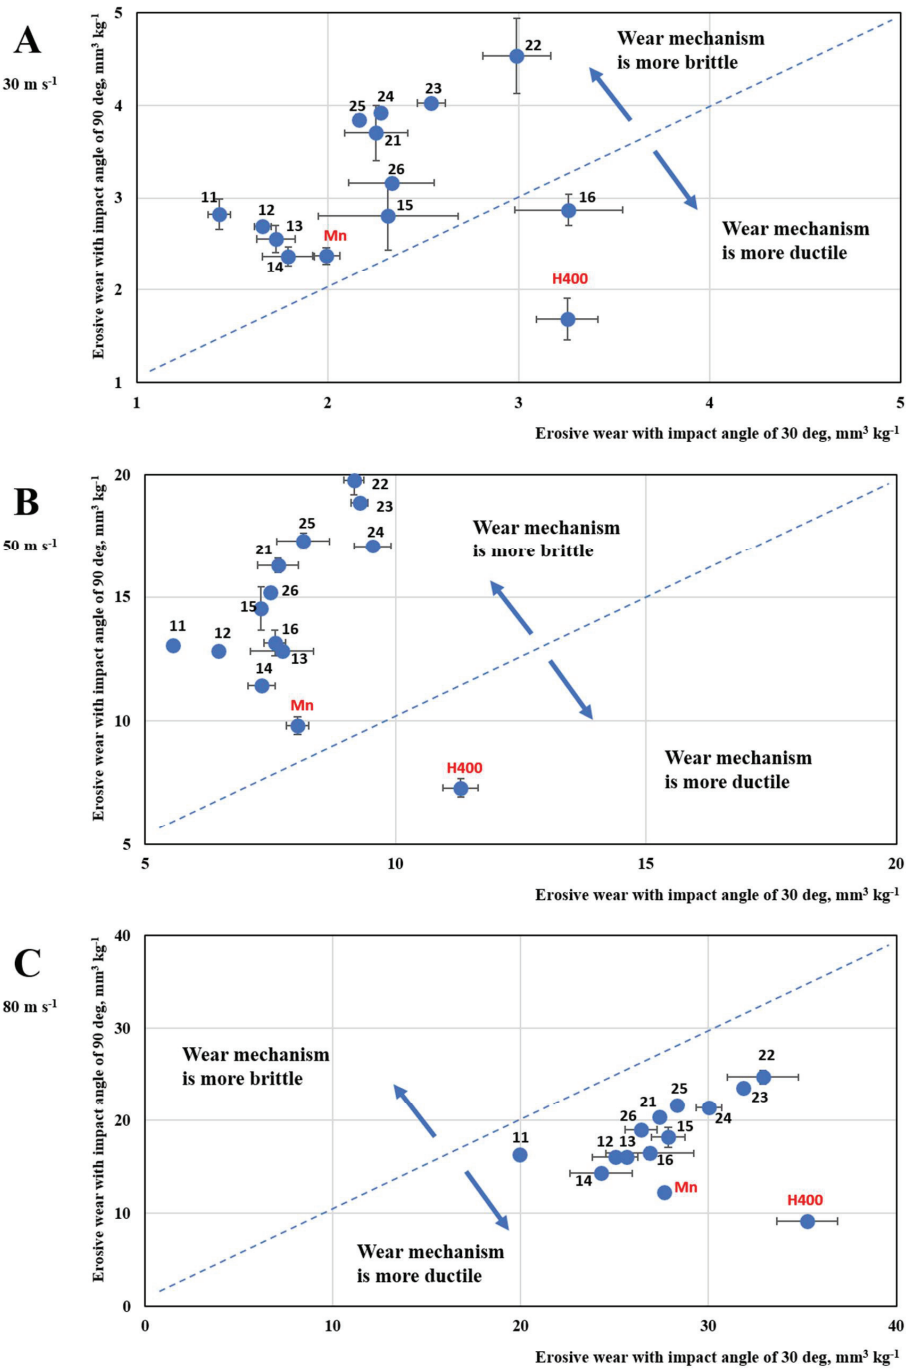 A
30 m s-1
Erosive wear with impact angle of 90 deg, mm³ kg-1
5
4
3
2
1
22
Wear mechanism
is more brittle
25
24
23
21
26
11
12
13
15
Mn
14
16
Wear mechanism
is more ductile
H400
1
2
3
4
5
Erosive wear with impact angle of 30 deg, mm³ kg-1
B
50 m s-1
Erosive wear with impact angle of 90 deg, mm³ kg-1
20
15
10
5
22
23
25
24
21
Wear mechanism
is more brittle
26
15
11
12
16
13
14
Mn
H400
Wear mechanism
is more ductile
5
10
15
20
Erosive wear with impact angle of 30 deg, mm³ kg-1
C
80 m s-1
Erosive wear with impact angle of 90 deg, mm³ kg-1
40
30
20
10
0
Wear mechanism
is more brittle
22
25
23
21
24
26
15
11
12
13
16
14
Mn
H400
Wear mechanism
is more ductile
0
10
20
30
40
Erosive wear with impact angle of 30 deg, mm³ kg-1